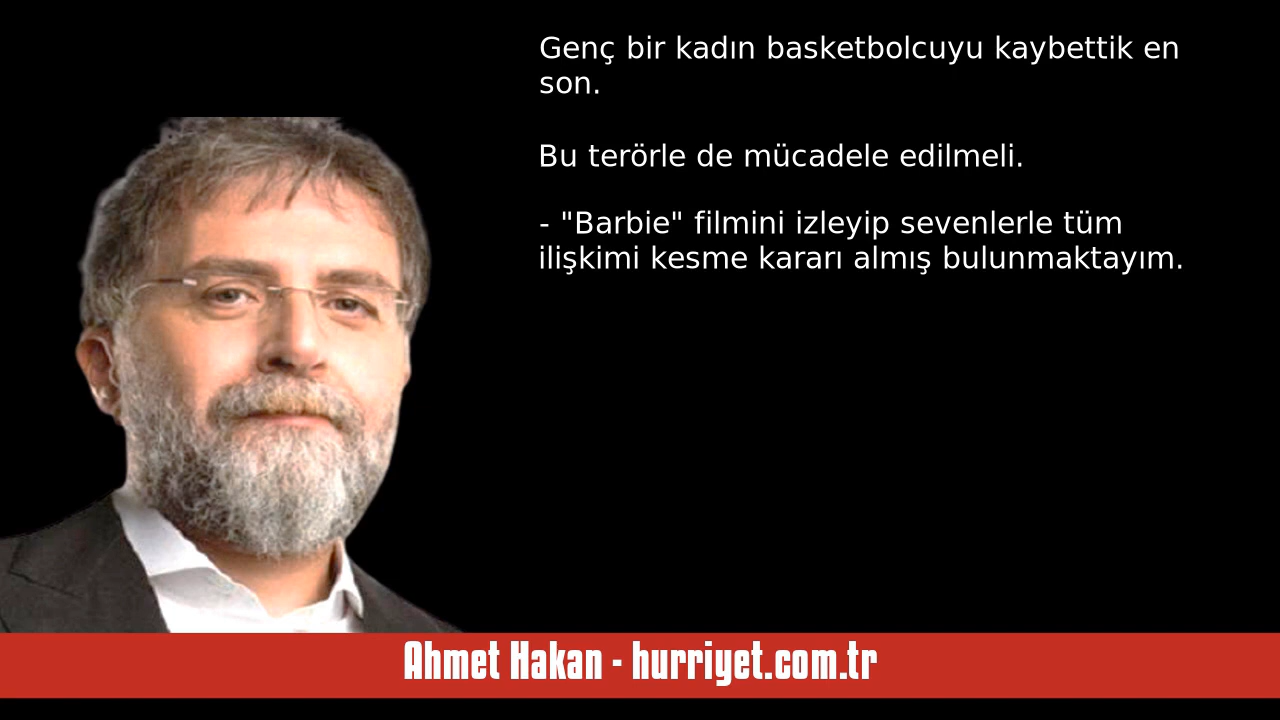 Genç bir kadın basketbolcuyu kaybettik en
son.
Bu terörle de mücadele edilmeli.
- "Barbie" filmini izleyip sevenlerle tüm
ilişkimi kesme kararı almış bulunmaktayım.
Ahmet Hakan - hurriyet.com.tr